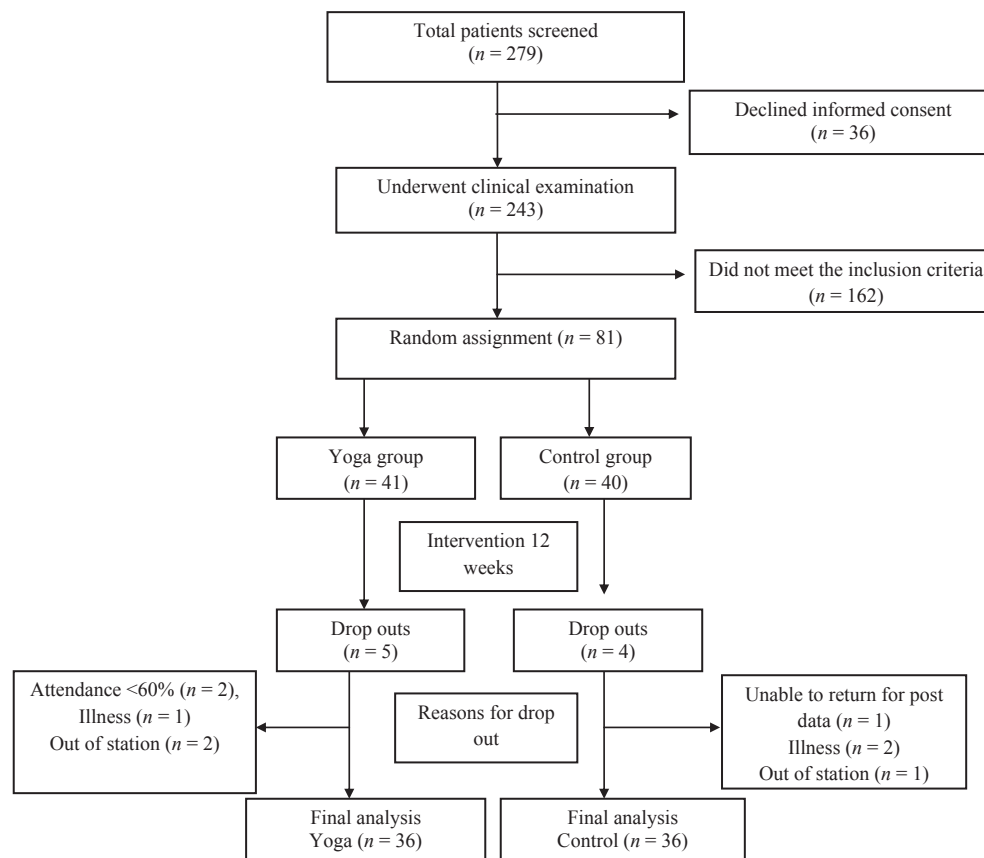 Total patients screened
(n = 279)
Declined informed consent
(n = 36)
Underwent clinical examination
(n = 243)
Did not meet the inclusion criteria
(n = 162)
Random assignment (n = 81)
Yoga group
(n = 41)
Control group
(n = 40)
Intervention 12
weeks
Drop outs
(n = 5)
Drop outs
(n = 4)
Attendance <60% (n = 2),
Illness (n = 1)
Out of station (n = 2)
Reasons for drop
out
Unable to return for post
data (n = 1)
Illness (n = 2)
Out of station (n = 1)
Final analysis
Yoga (n = 36)
Final analysis
Control (n = 36)